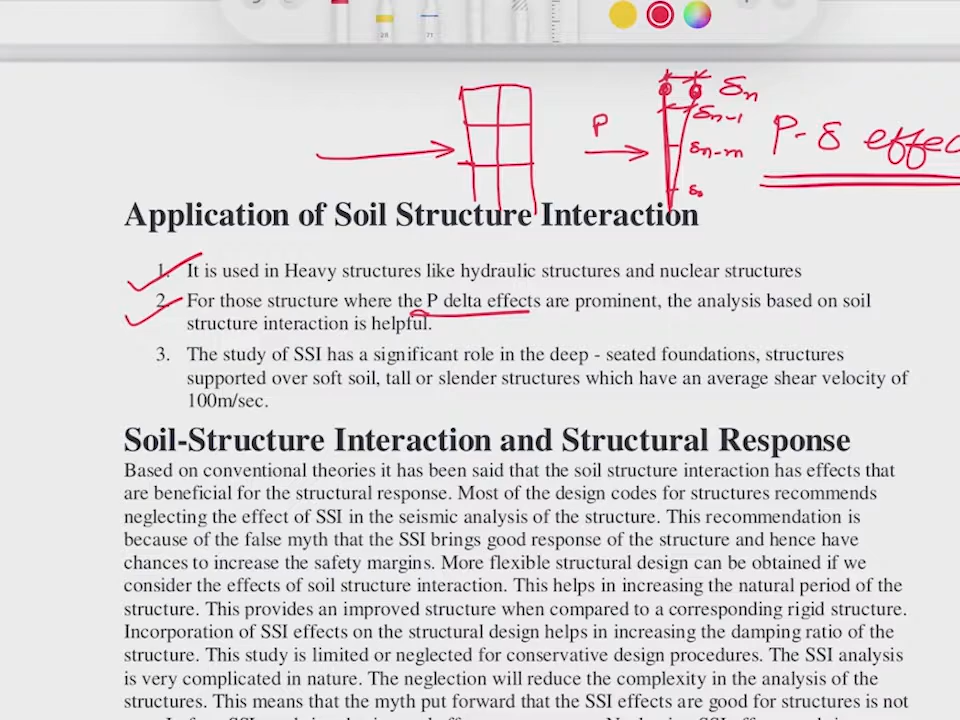 28
71
δn
P
δn-1
P-δ effec
δn-m
Application of Soil Structure Interaction
1. It is used in Heavy structures like hydraulic structures and nuclear structures
2. For those structure where the P delta effects are prominent, the analysis based on soil
structure interaction is helpful.
3. The study of SSI has a significant role in the deep - seated foundations, structures
supported over soft soil, tall or slender structures which have an average shear velocity of
100m/sec.
Soil-Structure Interaction and Structural Response
Based on conventional theories it has been said that the soil structure interaction has effects that
are beneficial for the structural response. Most of the design codes for structures recommends
neglecting the effect of SSI in the seismic analysis of the structure. This recommendation is
because of the false myth that the SSI brings good response of the structure and hence have
chances to increase the safety margins. More flexible structural design can be obtained if we
consider the effects of soil structure interaction. This helps in increasing the natural period of the
structure. This provides an improved structure when compared to a corresponding rigid structure.
Incorporation of SSI effects on the structural design helps in increasing the damping ratio of the
structure. This study is limited or neglected for conservative design procedures. The SSI analysis
is very complicated in nature. The neglection will reduce the complexity in the analysis of the
structures. This means that the myth put forward that the SSI effects are good for structures is not